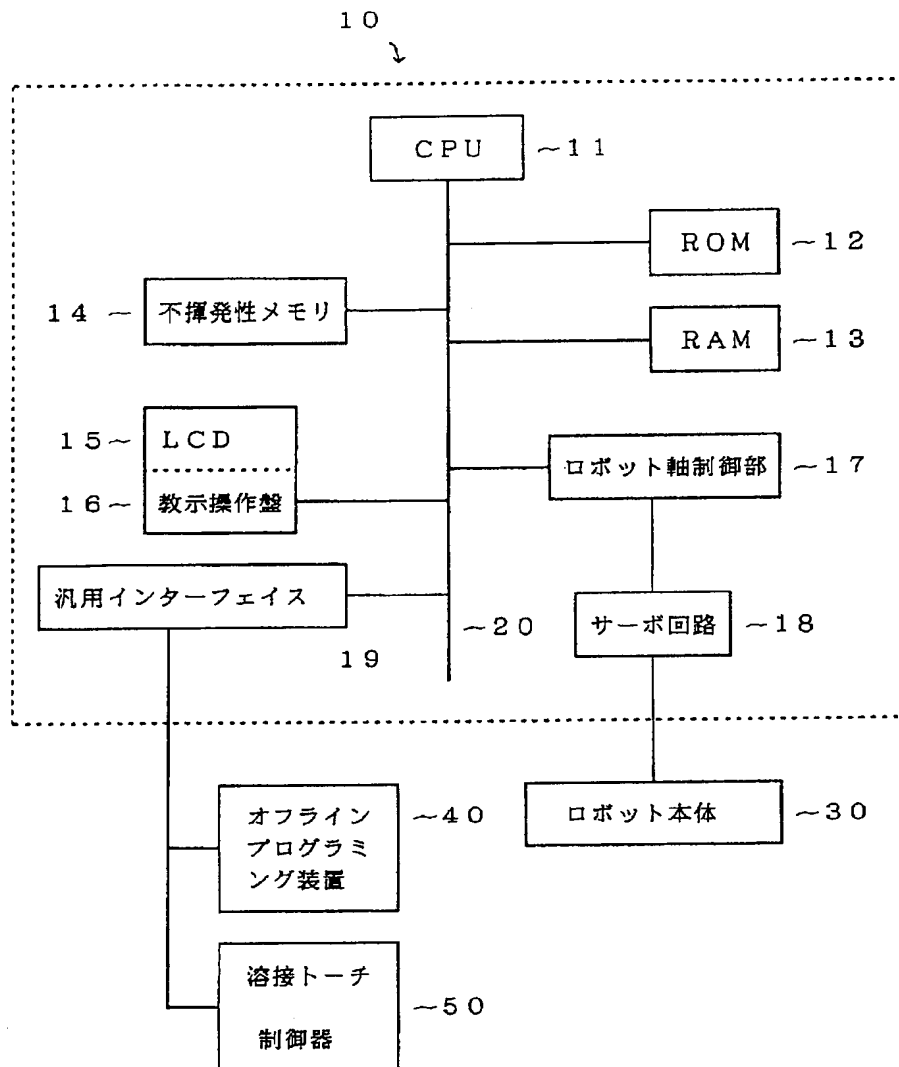 10
CPU ~11
ROM ~12
14 ~ 不揮発性メモリ
RAM ~13
15~ LCD
ロボット軸制御部 ~17
16~ 教示操作盤
汎用インターフェイス
~20
サーボ回路 ~18
19
オフライン
プログラミ
ング装置
~40
ロボット本体 ~30
溶接トーチ
制御器
~50